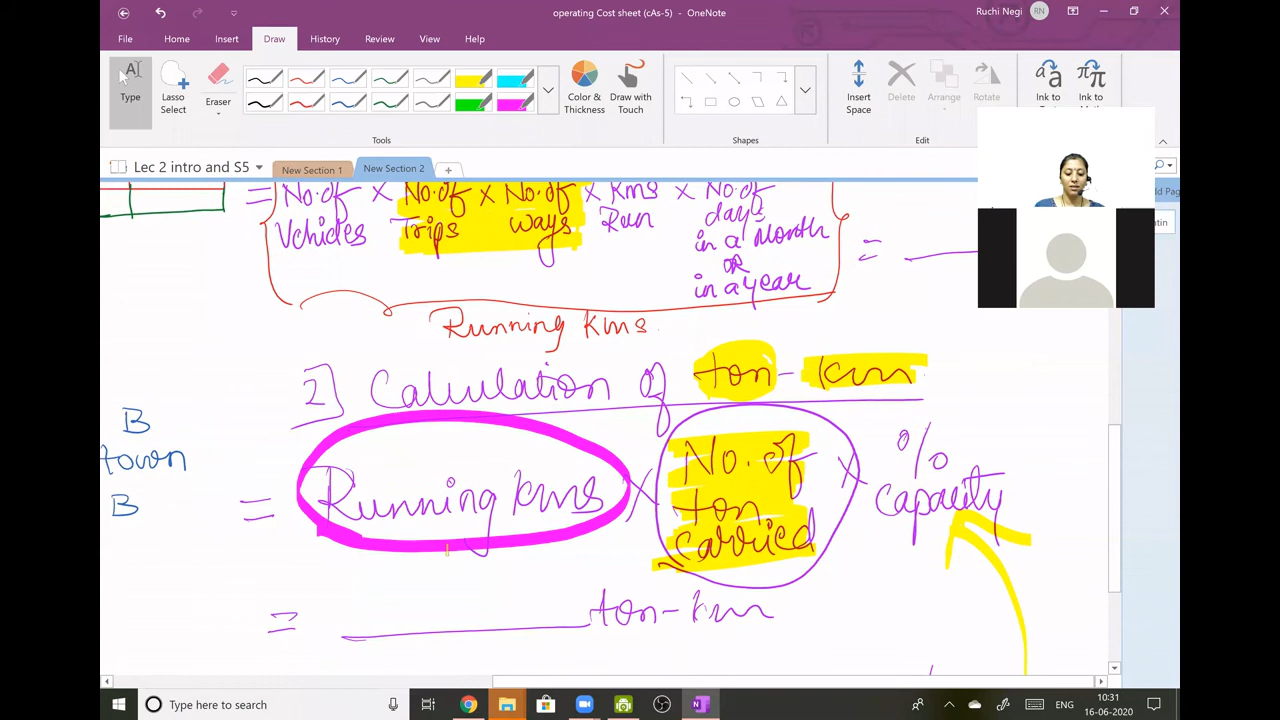 operating Cost sheet (cAs-5) - OneNote
Ruchi Negi
RN
File Home Insert Draw History Review View Help
Type
Lasso Select
Eraser
Color & Thickness
Draw with Touch
Insert Space
Delete
Arrange
Rotate
Ink to
Ink to
Tools
Shapes
Edit
Lec 2 intro and S5
New Section 1
New Section 2
= No. of Vehicles × No. of Trips × No. of ways × kms Run × No. of days in a Month OR in a year =
Running kms.
2] Calculation of ton - km
B
town
B
= Running kms × No. of ton carried × % capacity
= ton-km
Type here to search
ENG
10:31
16-06-2020